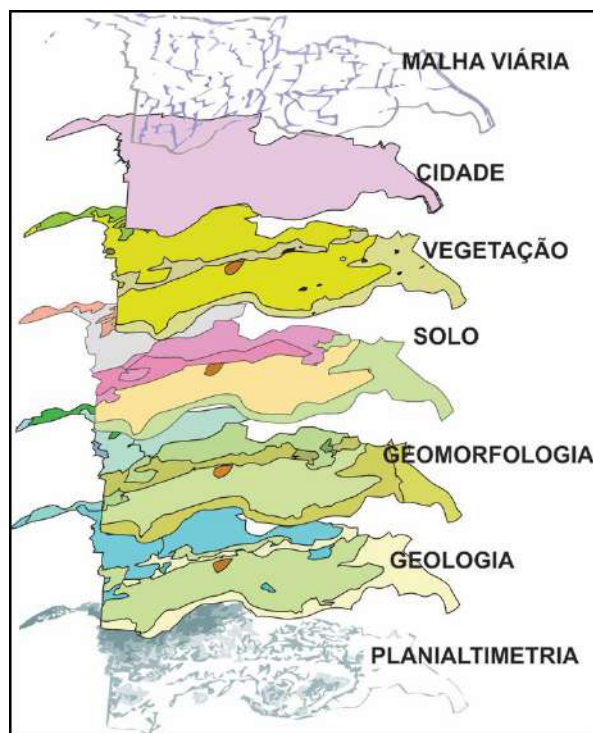 MALHA VIÁRIA
CIDADE
VEGETAÇÃO
SOLO
GEOMORFOLOGIA
GEOLOGIA
PLANIALTIMETRIA